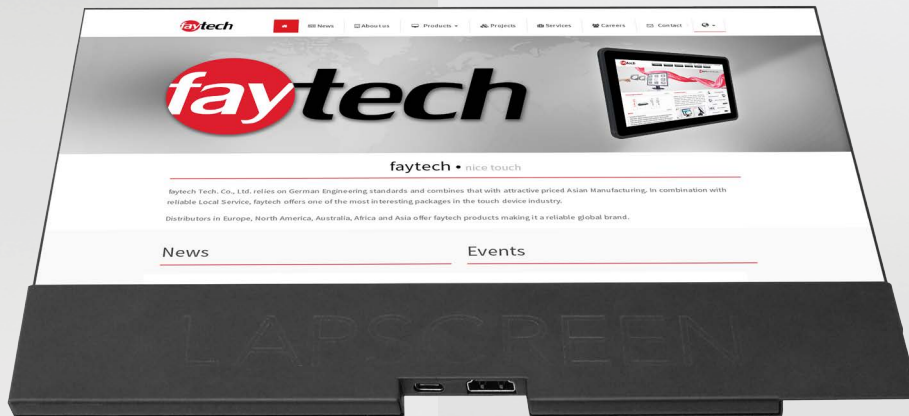 faytech
News
About us
Products
Projects
Services
Careers
Contact
faytech
faytech • nice touch
faytech Tech. Co., Ltd. relies on German Engineering standards and combines that with attractive priced Asian Manufacturing. In combination with
reliable Local Service, faytech offers one of the most interesting packages in the touch device industry.
Distributors in Europe, North America, Australia, Africa and Asia offer faytech products making it a reliable global brand.
News
Events
LAPSCREEN